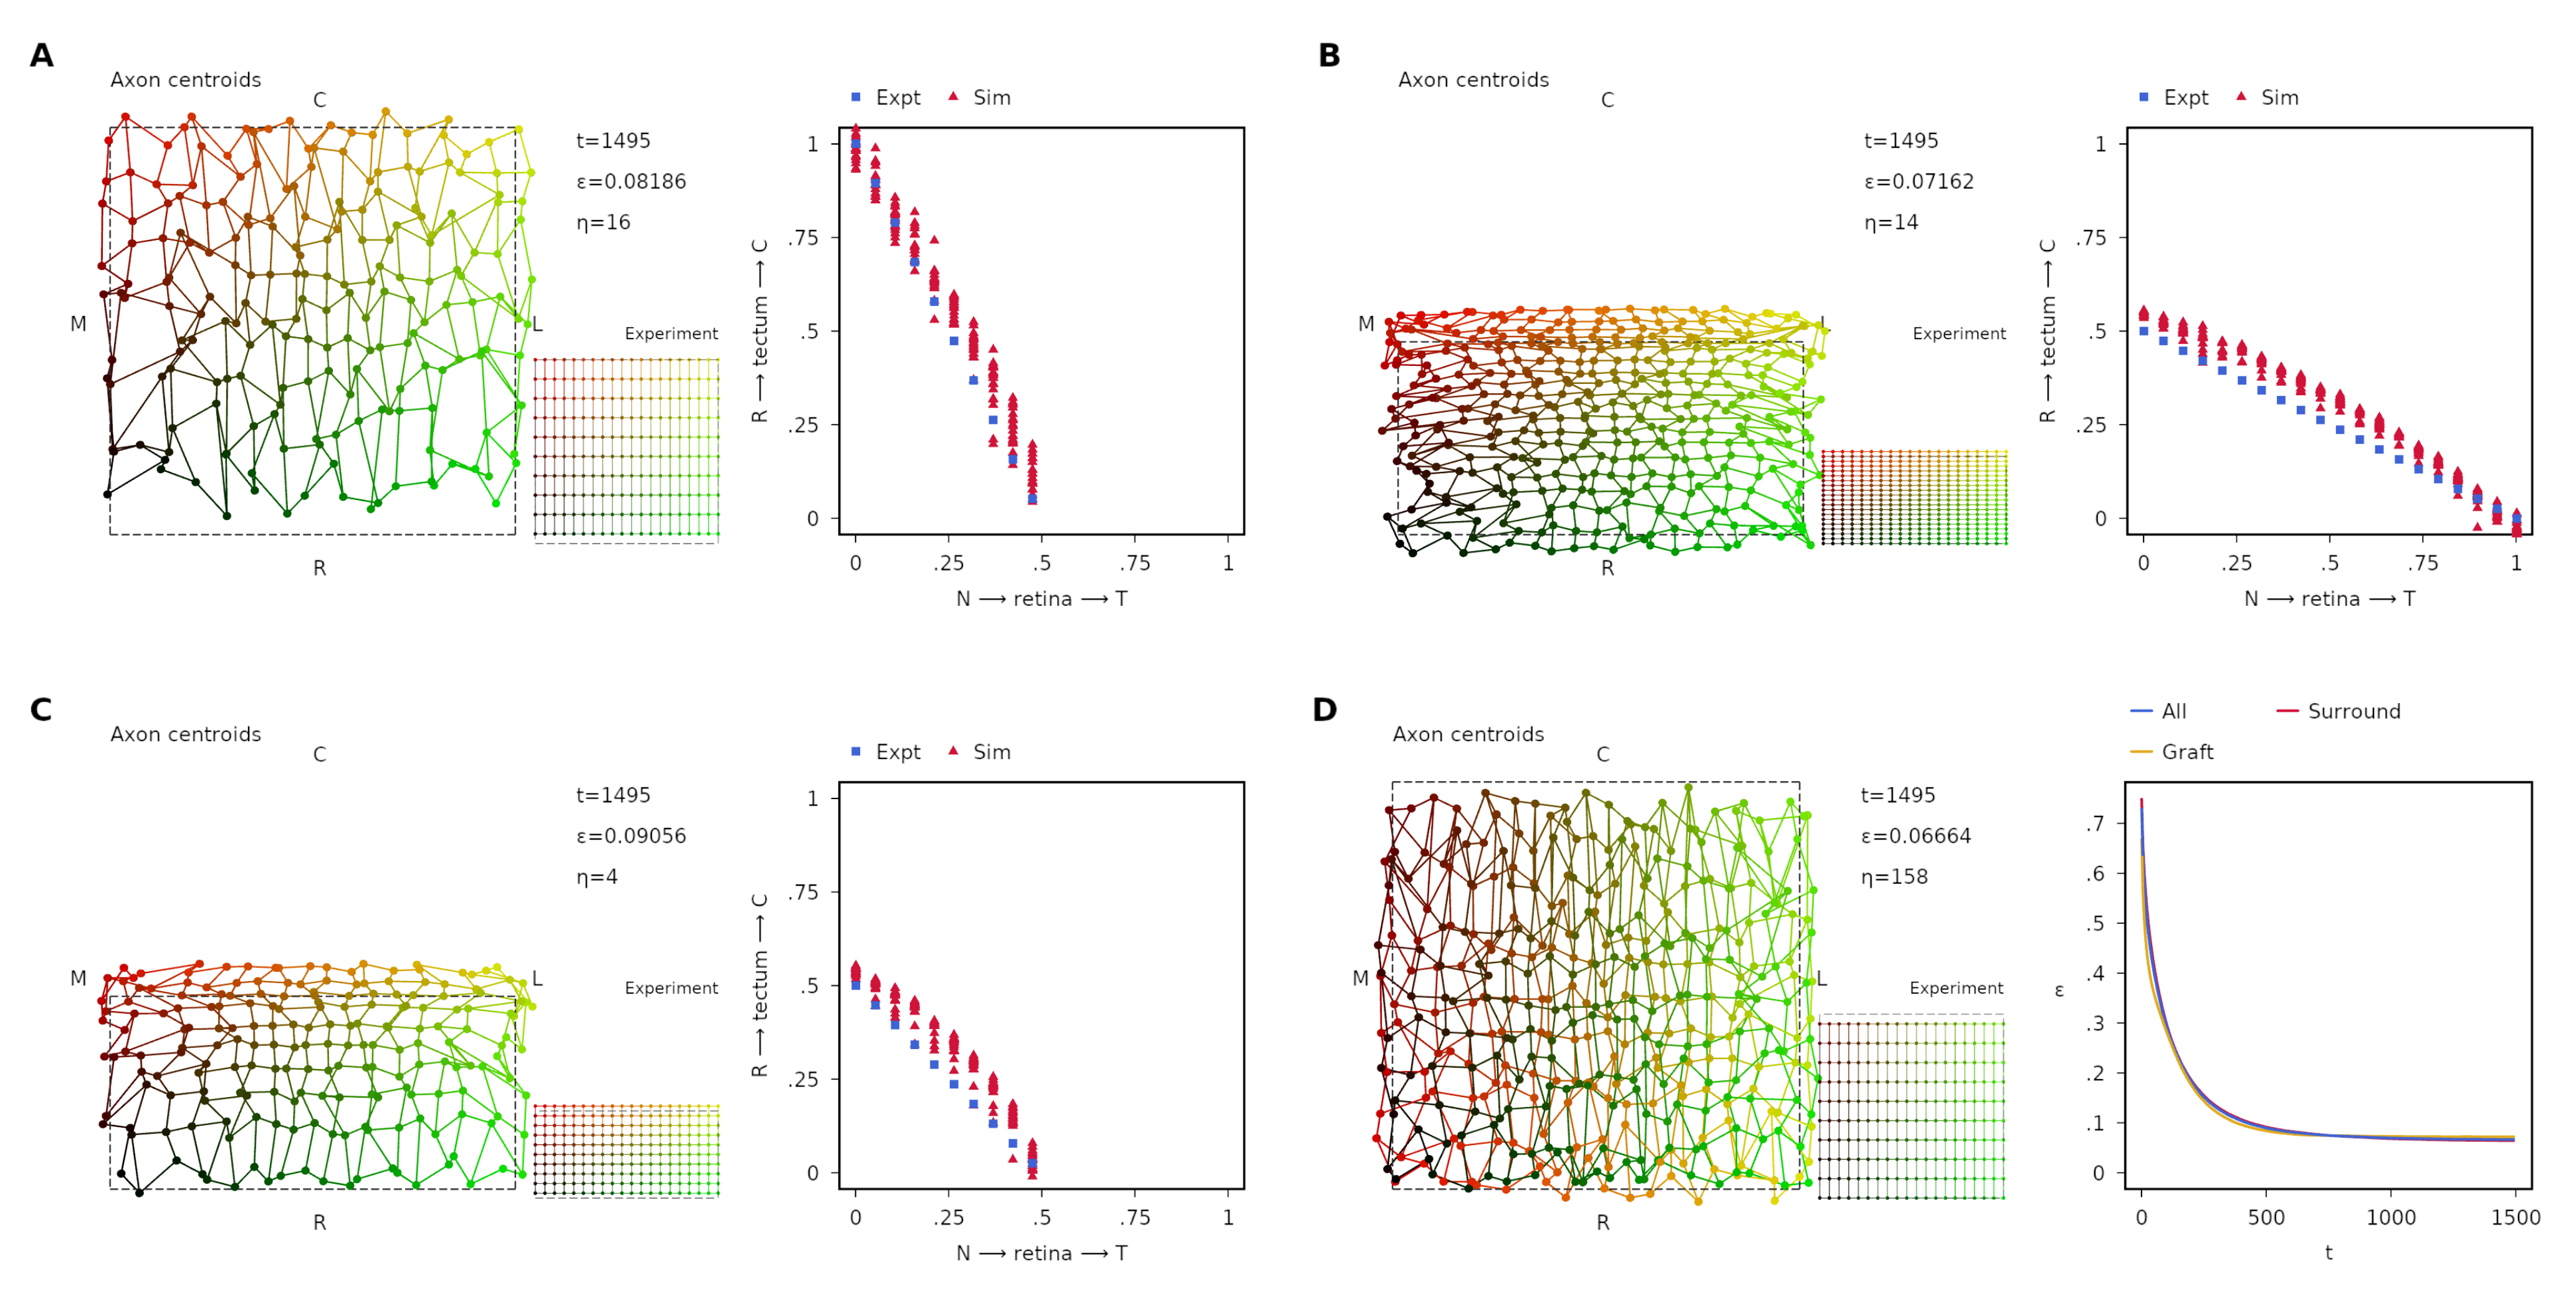 A
Axon centroids
C
t=1495
ε=0.08186
η=16
M
L
Experiment
R
Expt
Sim
1
.75
.5
.25
0
R ⟶ tectum ⟶ C
0 .25 .5 .75 1
N ⟶ retina ⟶ T
B
Axon centroids
C
t=1495
ε=0.07162
η=14
M
L
Experiment
R
Expt
Sim
1
.75
.5
.25
0
R ⟶ tectum ⟶ C
0 .25 .5 .75 1
N ⟶ retina ⟶ T
C
Axon centroids
C
t=1495
ε=0.09056
η=4
M
L
Experiment
R
Expt
Sim
1
.75
.5
.25
0
R ⟶ tectum ⟶ C
0 .25 .5 .75 1
N ⟶ retina ⟶ T
D
Axon centroids
C
t=1495
ε=0.06664
η=158
M
L
Experiment
R
All
Surround
Graft
.7
.6
.5
.4
.3
.2
.1
0
ε
0 500 1000 1500
t